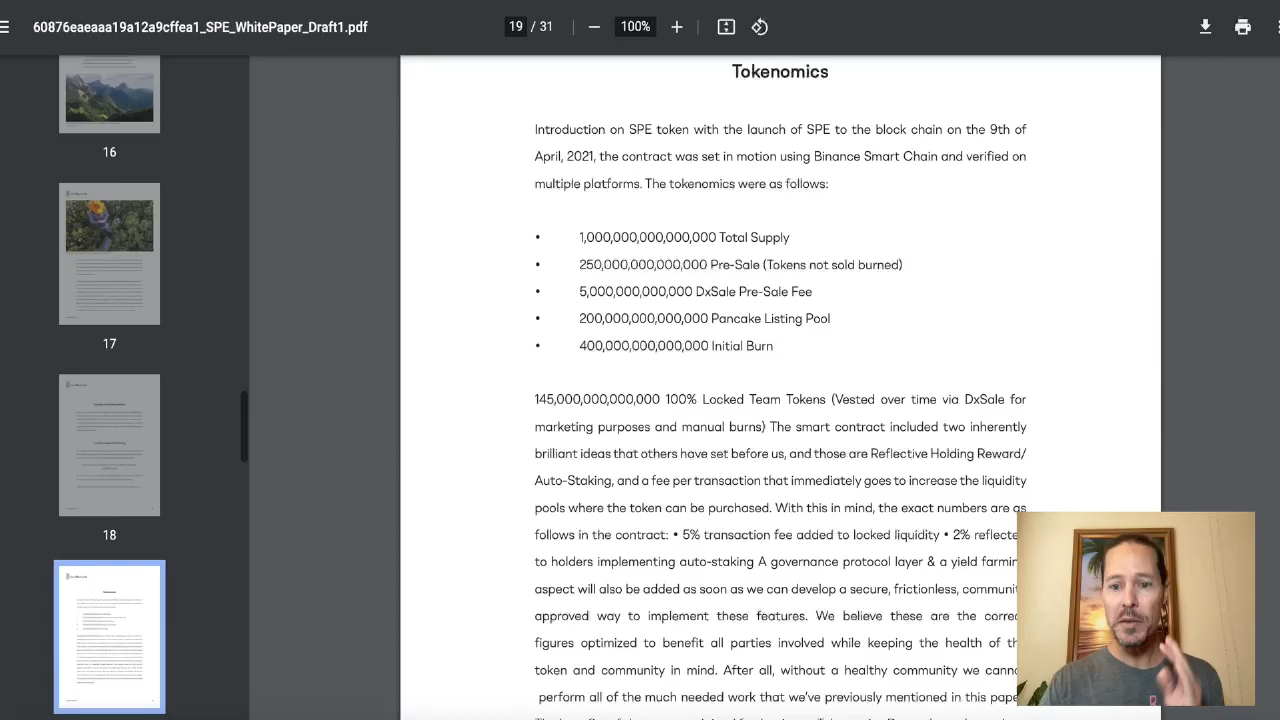 60876eaeaaa19a12a9cffea1_SPE_WhitePaper_Draft1.pdf
19 / 31
100%
16
17
18
Tokenomics
Introduction on SPE token with the launch of SPE to the block chain on the 9th of
April, 2021, the contract was set in motion using Binance Smart Chain and verified on
multiple platforms. The tokenomics were as follows:
• 1,000,000,000,000,000 Total Supply
• 250,000,000,000,000 Pre-Sale (Tokens not sold burned)
• 5,000,000,000,000 DxSale Pre-Sale Fee
• 200,000,000,000,000 Pancake Listing Pool
• 400,000,000,000,000 Initial Burn
100% Locked Team Tokens (Vested over time via DxSale for
marketing purposes and manual burns) The smart contract included two inherently
brilliant ideas that others have set before us, and those are Reflective Holding Reward/
Auto-Staking, and a fee per transaction that immediately goes to increase the liquidity
pools where the token can be purchased. With this in mind, the exact numbers are as
follows in the contract: • 5% transaction fee added to locked liquidity • 2% reflecte
to holders implementing auto-staking A governance protocol layer & a yield farmin
aspect will also be added as soon as we can develop a secure, frictionless, communit
approved way to implement these features. We believe these are the correc
figures optimized to benefit all parties involved while keeping the health of
and community in mind. After all, without a healthy community we canno
perform all of the much needed work that we've previously mentioned in this pape